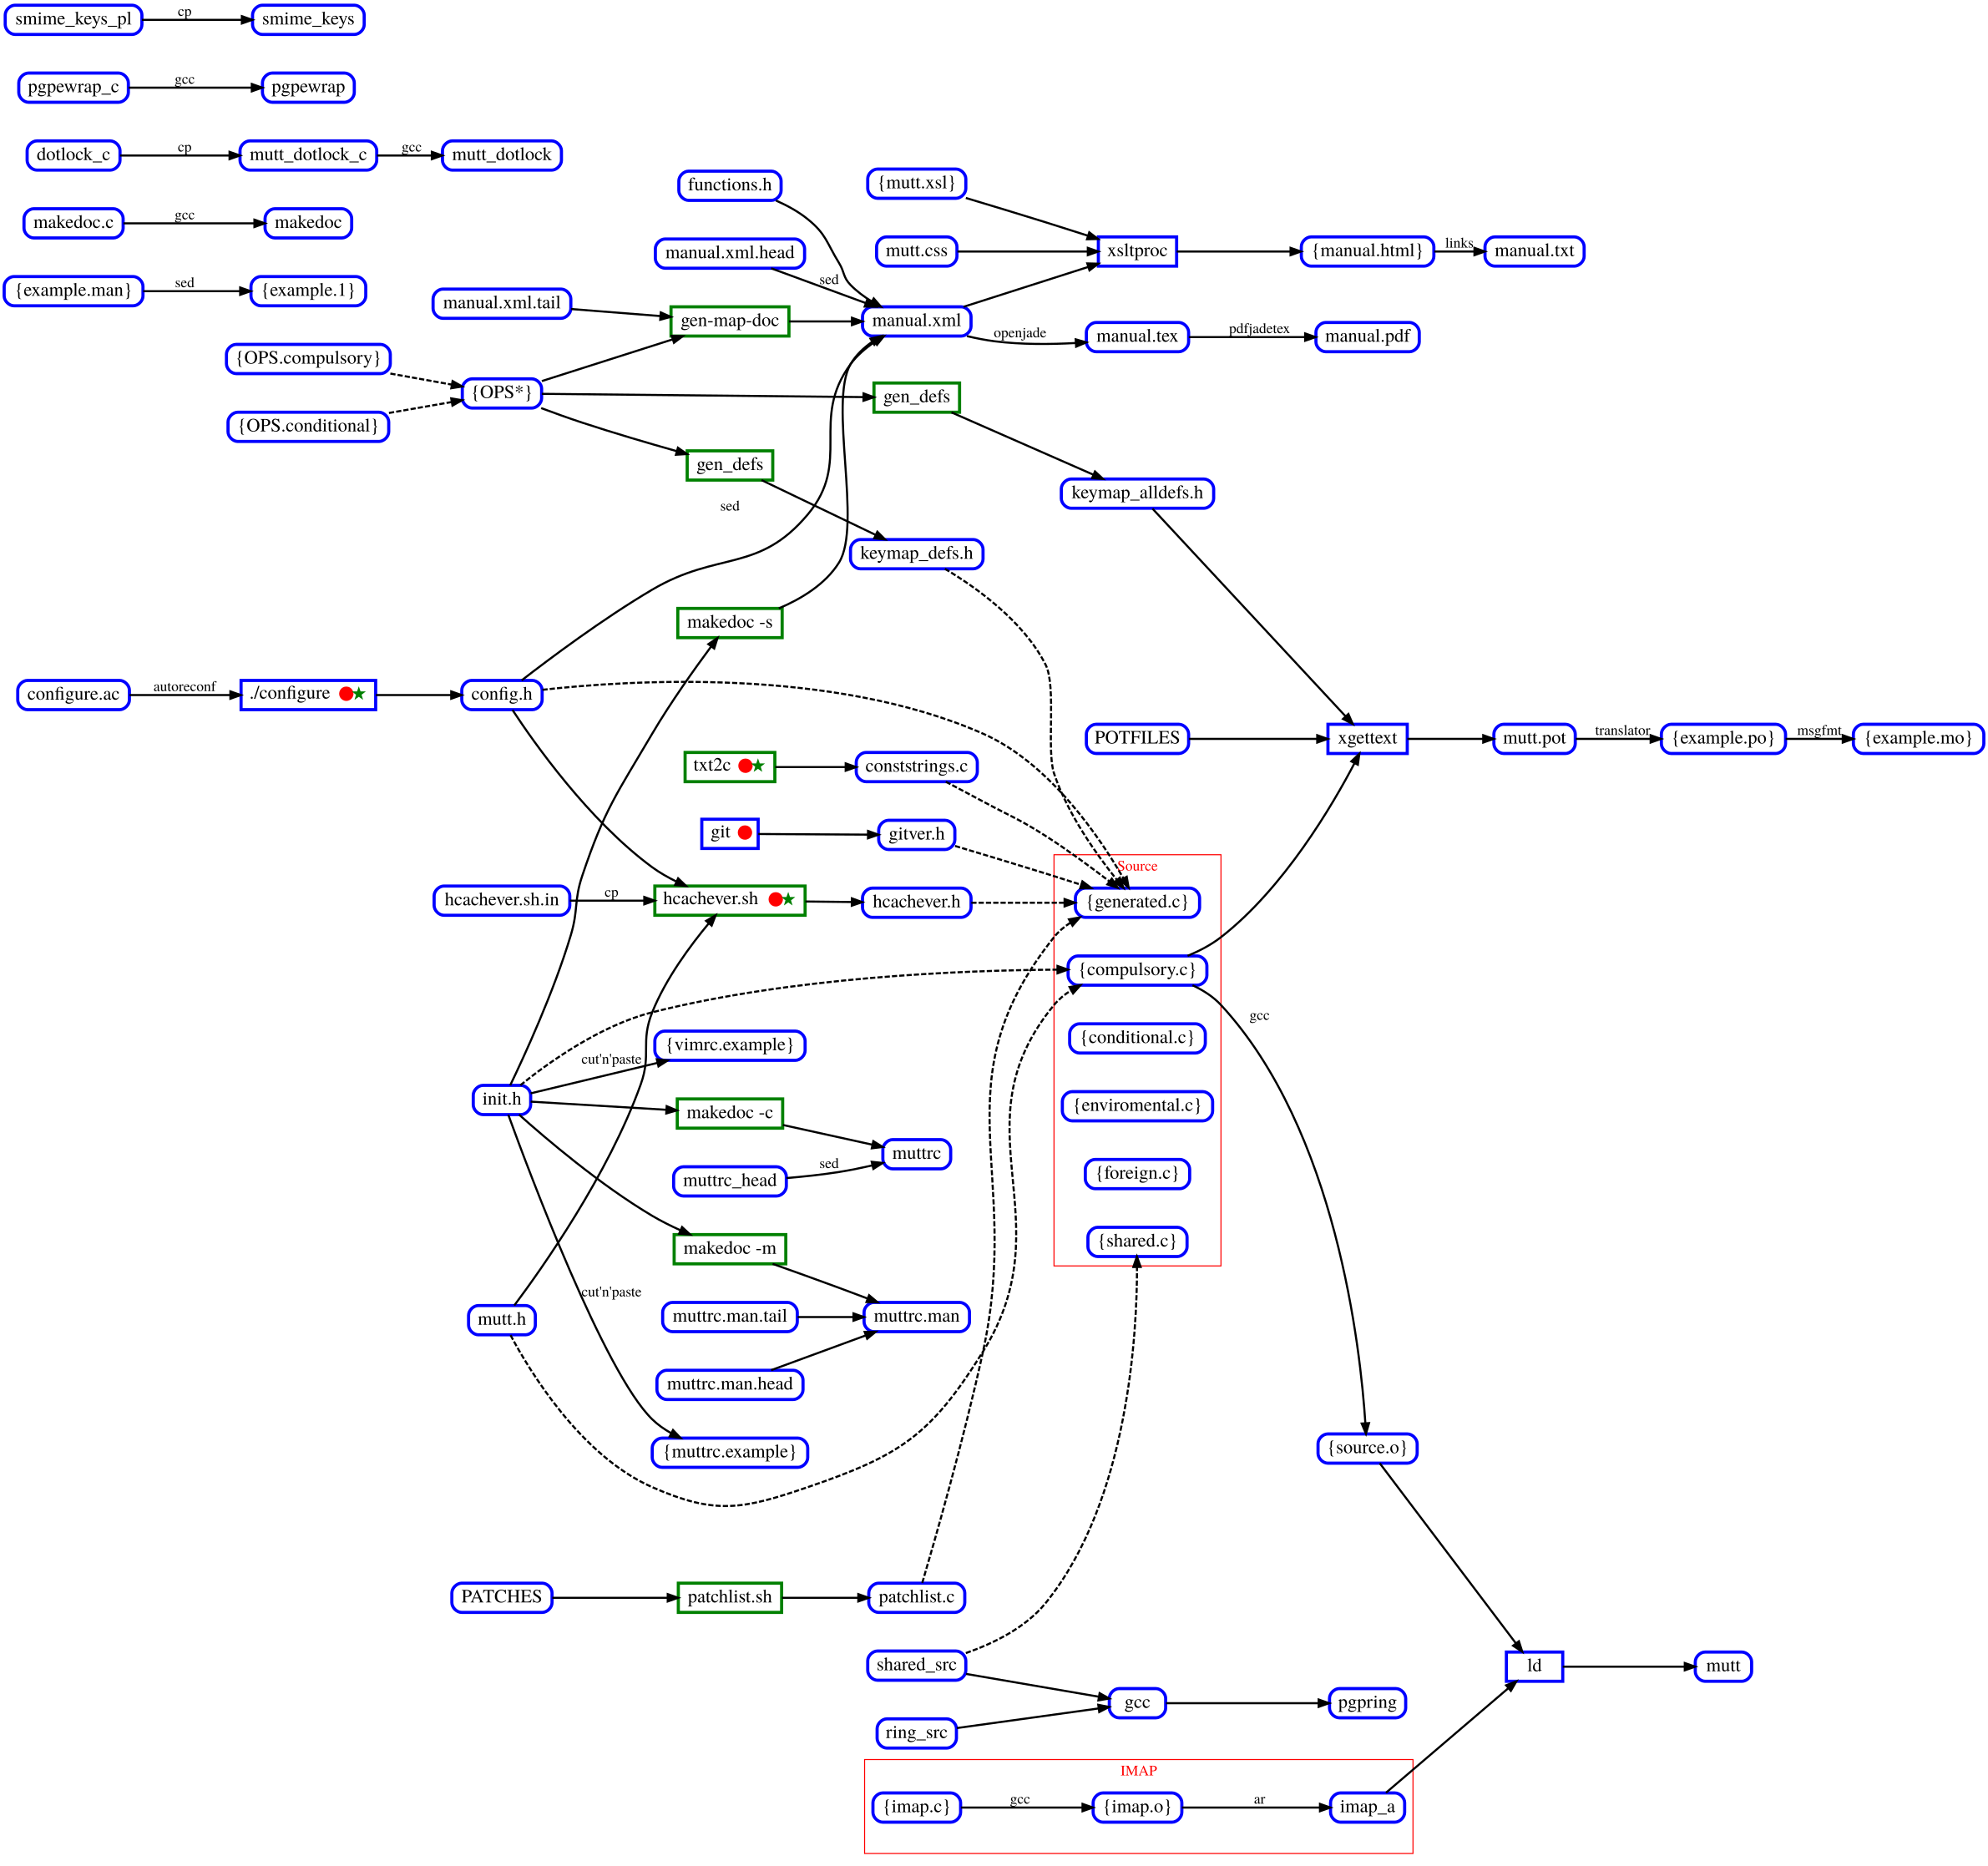 smime_keys_pl
cp
smime_keys
pgpewrap_c
gcc
pgpewrap
dotlock_c
cp
mutt_dotlock_c
gcc
mutt_dotlock
makedoc.c
gcc
makedoc
{example.man}
sed
{example.1}
functions.h
{mutt.xsl}
manual.xml.head
sed
mutt.css
xsltproc
{manual.html}
links
manual.txt
manual.xml.tail
gen-map-doc
manual.xml
openjade
manual.tex
pdfjadetex
manual.pdf
{OPS.compulsory}
{OPS*}
{OPS.conditional}
gen_defs
gen_defs
sed
keymap_alldefs.h
keymap_defs.h
makedoc -s
configure.ac
autoreconf
./configure
config.h
POTFILES
xgettext
mutt.pot
translator
{example.po}
msgfmt
{example.mo}
txt2c
conststrings.c
git
gitver.h
Source
hcachever.sh.in
cp
hcachever.sh
hcachever.h
{generated.c}
{compulsory.c}
gcc
{conditional.c}
{vimrc.example}
cut'n'paste
init.h
makedoc -c
{enviromental.c}
muttrc
muttrc_head
sed
{foreign.c}
{shared.c}
makedoc -m
cut'n'paste
mutt.h
muttrc.man.tail
muttrc.man
muttrc.man.head
{muttrc.example}
{source.o}
PATCHES
patchlist.sh
patchlist.c
shared_src
ld
mutt
gcc
pgpring
ring_src
IMAP
{imap.c}
gcc
{imap.o}
ar
imap_a